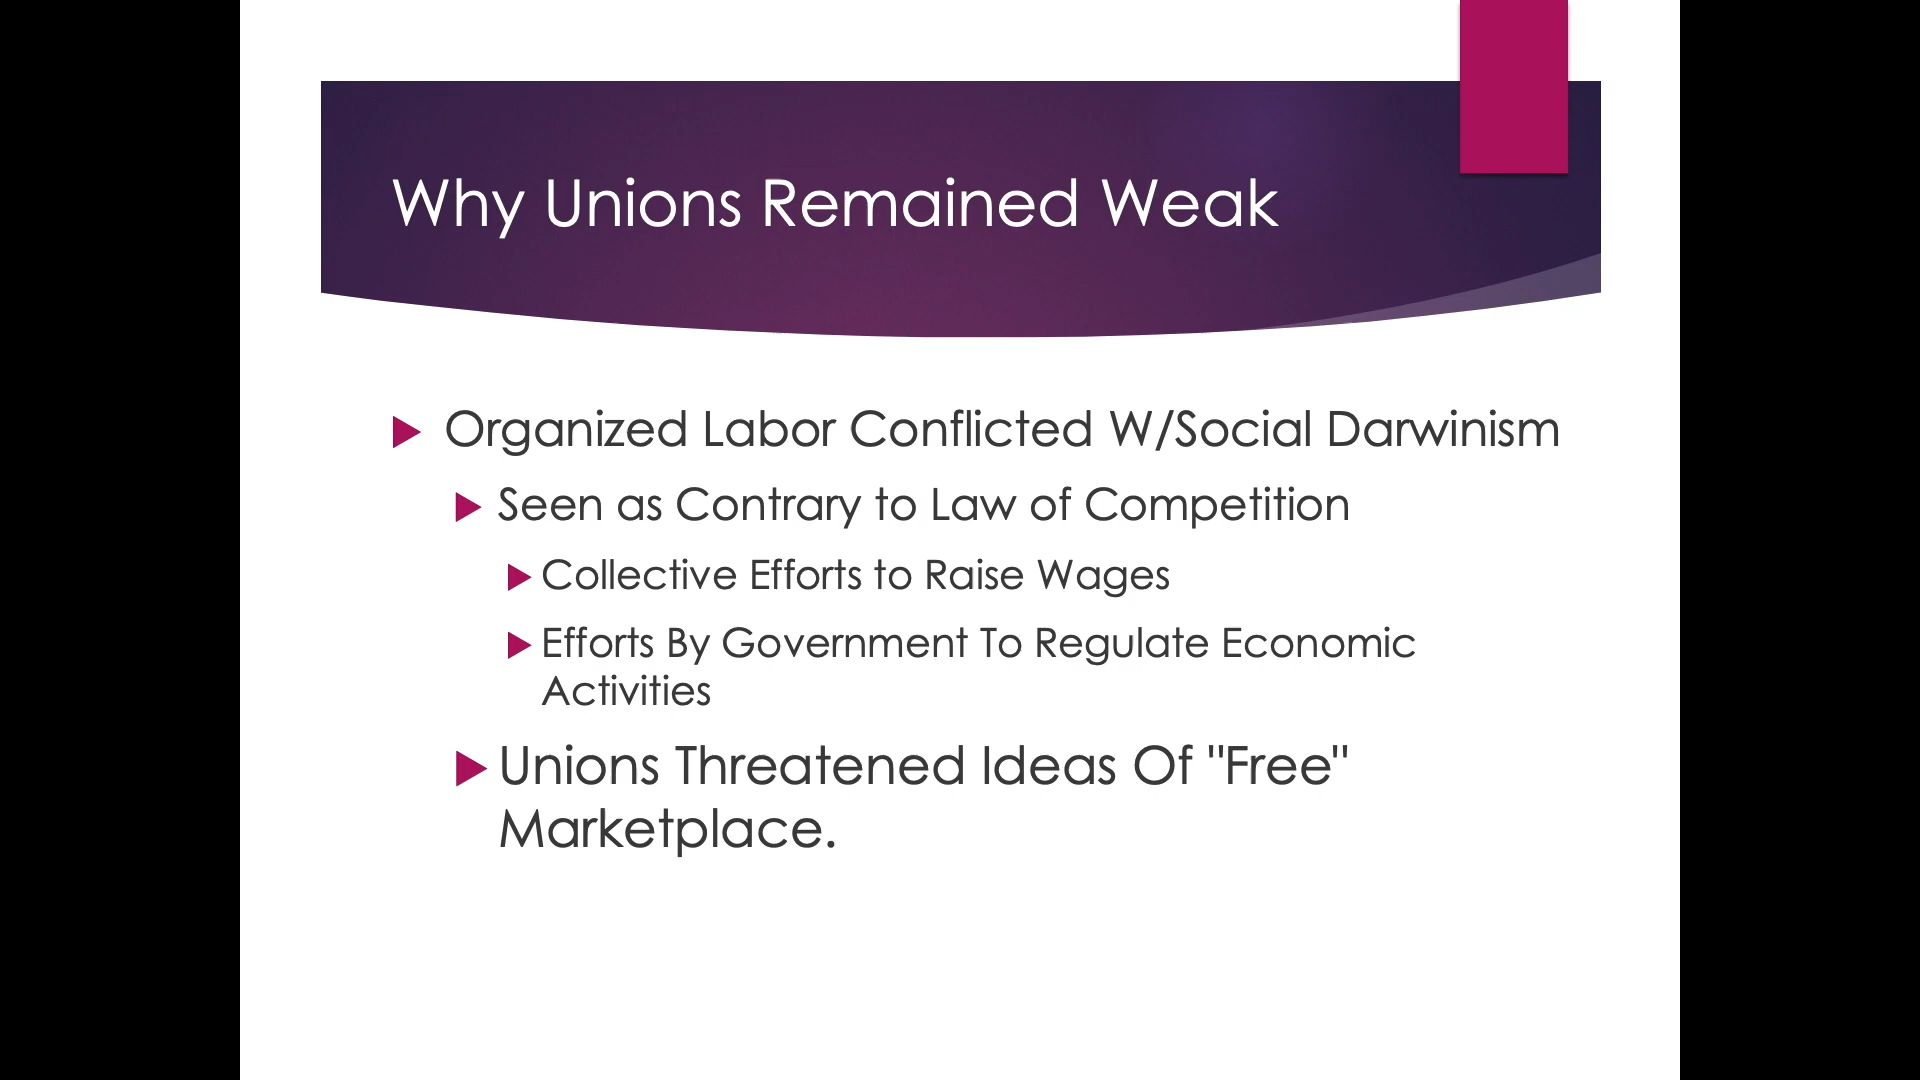 Why Unions Remained Weak
Organized Labor Conflicted W/Social Darwinism
Seen as Contrary to Law of Competition
Collective Efforts to Raise Wages
Efforts By Government To Regulate Economic
Activities
Unions Threatened Ideas Of "Free"
Marketplace.